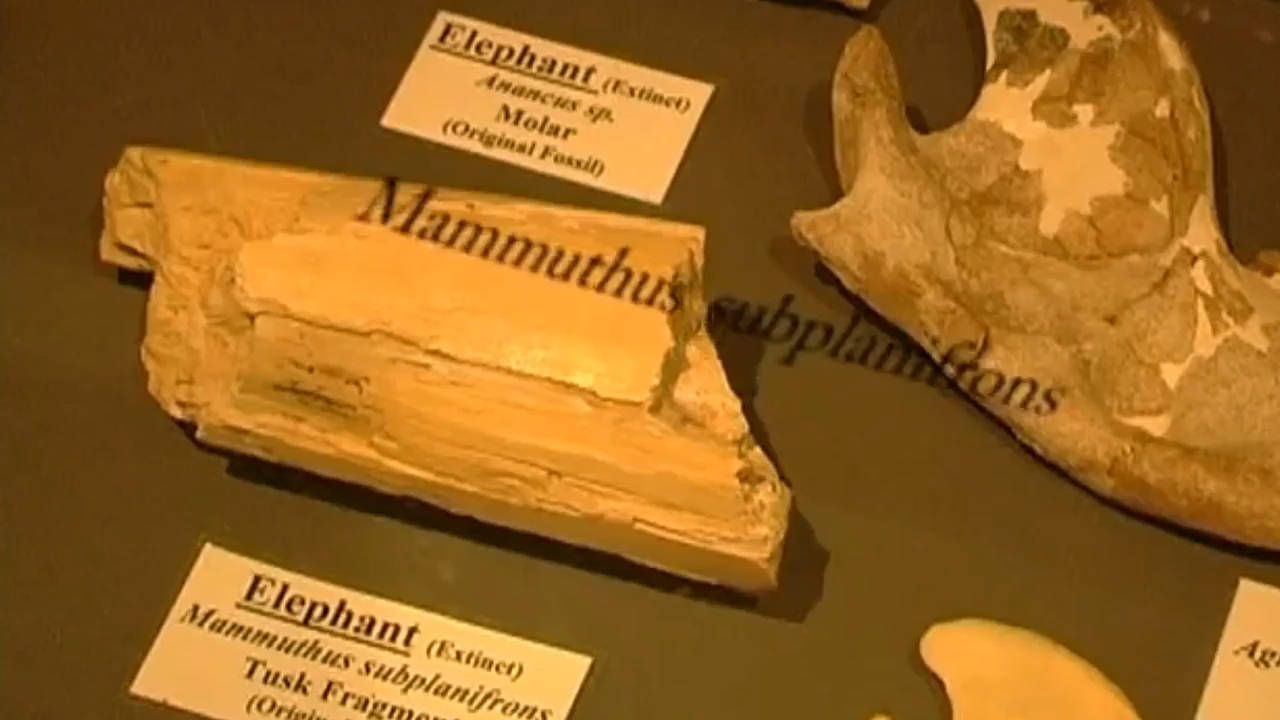 Elephant (Extinct)
Anancus sp.
Molar
(Original Fossil)
Mammuthus subplanifrons
Elephant (Extinct)
Mammuthus subplanifrons
Tusk Fragment